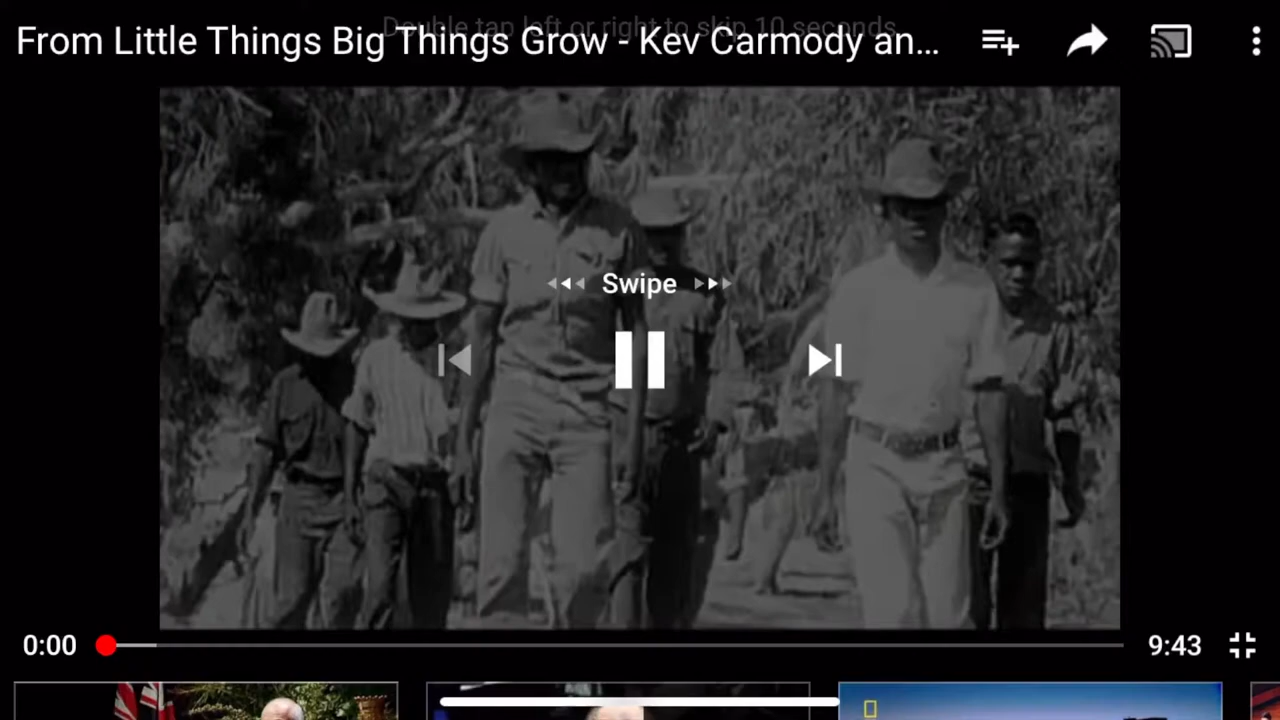 Double tap left or right to skip 10 seconds
From Little Things Big Things Grow - Kev Carmody an...
Swipe
0:00
9:43